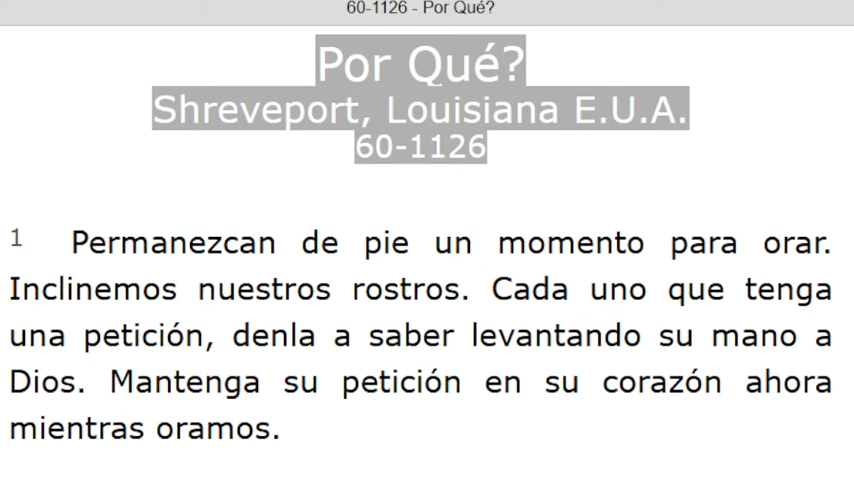 60-1126 - Por Qué?
Por Qué?
Shreveport, Louisiana E.U.A.
60-1126
1 Permanezcan de pie un momento para orar.
Inclinemos nuestros rostros. Cada uno que tenga
una petición, denla a saber levantando su mano a
Dios. Mantenga su petición en su corazón ahora
mientras oramos.